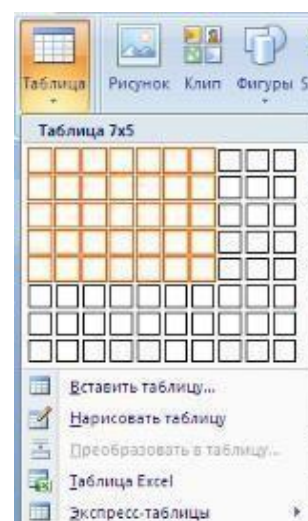 Таблица Рисунок Клип Фигуры S
Таблица 7x5
Вставить таблицу...
Нарисовать таблицу
Преобразовать в таблицу...
Таблица Excel
Экспресс-таблицы